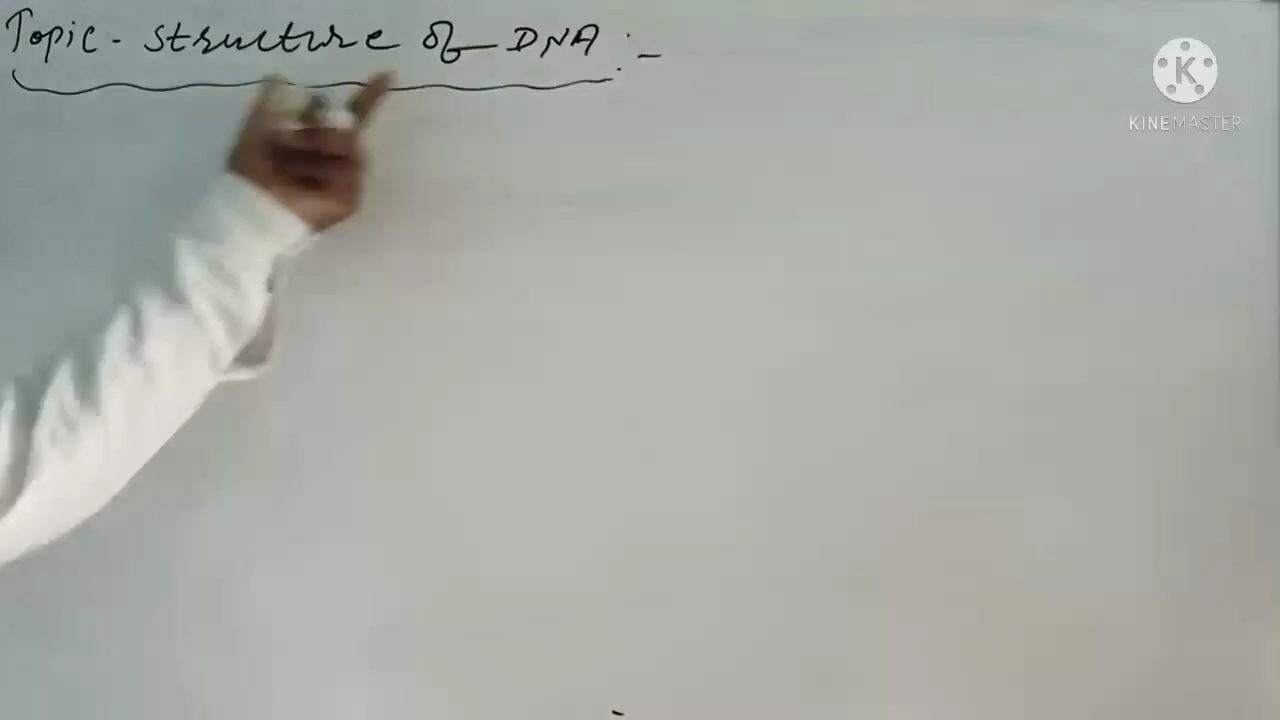 Topic - structure of DNA :-
K
KINEMASTER